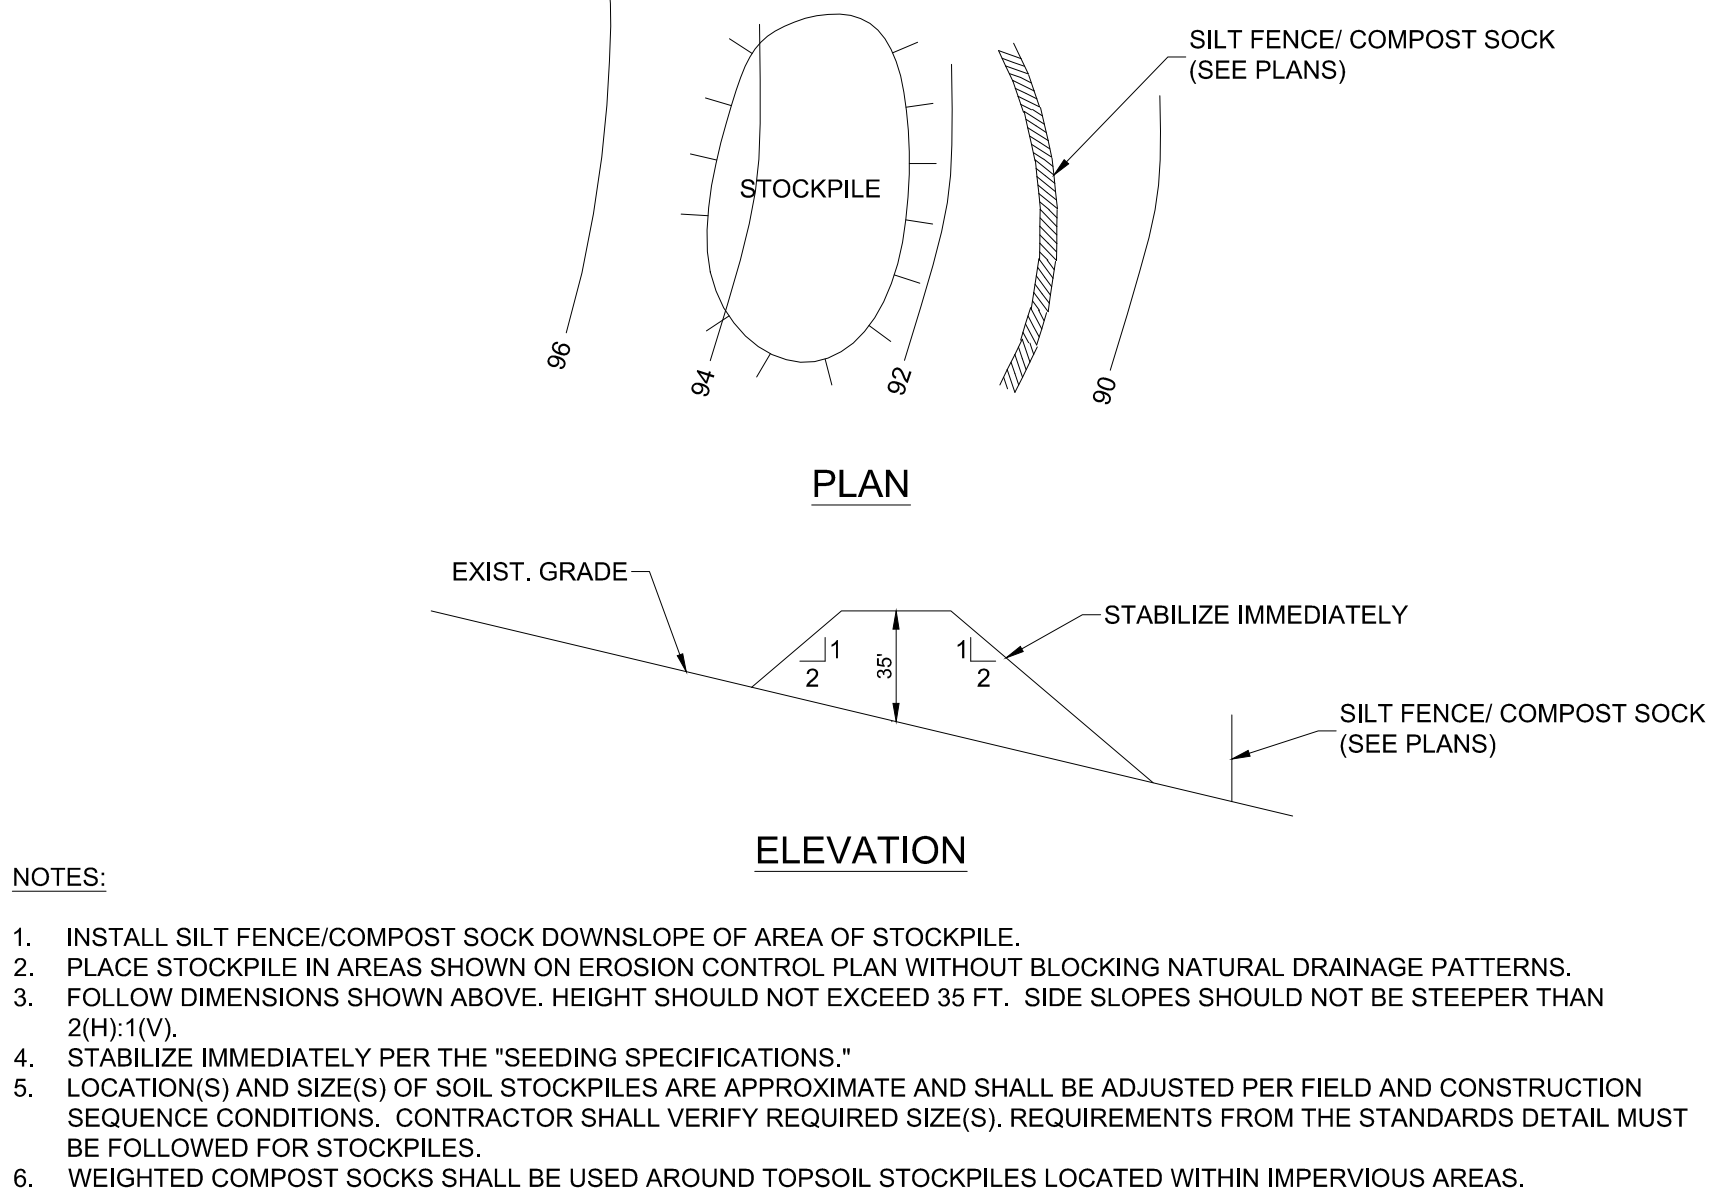 SILT FENCE/ COMPOST SOCK
(SEE PLANS)
STOCKPILE
96
94
92
90
PLAN
EXIST. GRADE
STABILIZE IMMEDIATELY
1
2
35'
1
2
SILT FENCE/ COMPOST SOCK
(SEE PLANS)
ELEVATION
NOTES:
1. INSTALL SILT FENCE/COMPOST SOCK DOWNSLOPE OF AREA OF STOCKPILE.
2. PLACE STOCKPILE IN AREAS SHOWN ON EROSION CONTROL PLAN WITHOUT BLOCKING NATURAL DRAINAGE PATTERNS.
3. FOLLOW DIMENSIONS SHOWN ABOVE. HEIGHT SHOULD NOT EXCEED 35 FT. SIDE SLOPES SHOULD NOT BE STEEPER THAN
2(H):1(V).
4. STABILIZE IMMEDIATELY PER THE "SEEDING SPECIFICATIONS."
5. LOCATION(S) AND SIZE(S) OF SOIL STOCKPILES ARE APPROXIMATE AND SHALL BE ADJUSTED PER FIELD AND CONSTRUCTION
SEQUENCE CONDITIONS. CONTRACTOR SHALL VERIFY REQUIRED SIZE(S). REQUIREMENTS FROM THE STANDARDS DETAIL MUST
BE FOLLOWED FOR STOCKPILES.
6. WEIGHTED COMPOST SOCKS SHALL BE USED AROUND TOPSOIL STOCKPILES LOCATED WITHIN IMPERVIOUS AREAS.